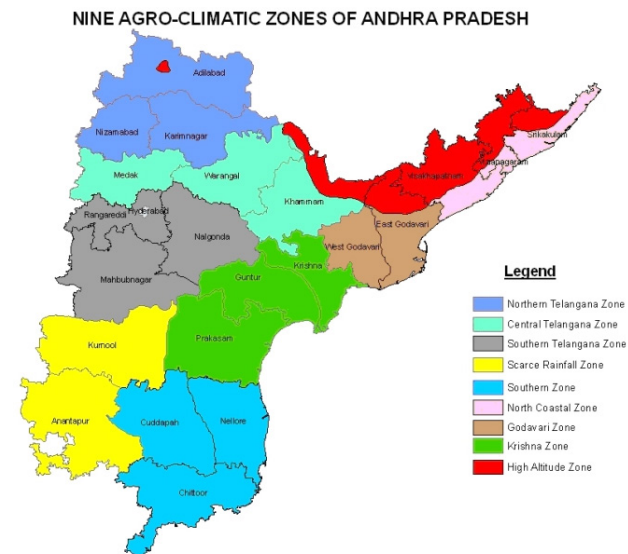 NINE AGRO-CLIMATIC ZONES OF ANDHRA PRADESH
Adilabad
Nizamabad
Karimnagar
Medak
Warangal
Khammam
Rangareddi
Hyderabad
Nalgonda
Mahbubnagar
Srikakulam
East Godavari
West Godavari
Krishna
Guntur
Prakasam
Kurnool
Anantapur
Cuddapah
Nellore
Chittoor
Legend
Northern Telangana Zone
Central Telangana Zone
Southern Telangana Zone
Scarce Rainfall Zone
Southern Zone
North Coastal Zone
Godavari Zone
Krishna Zone
High Altitude Zone